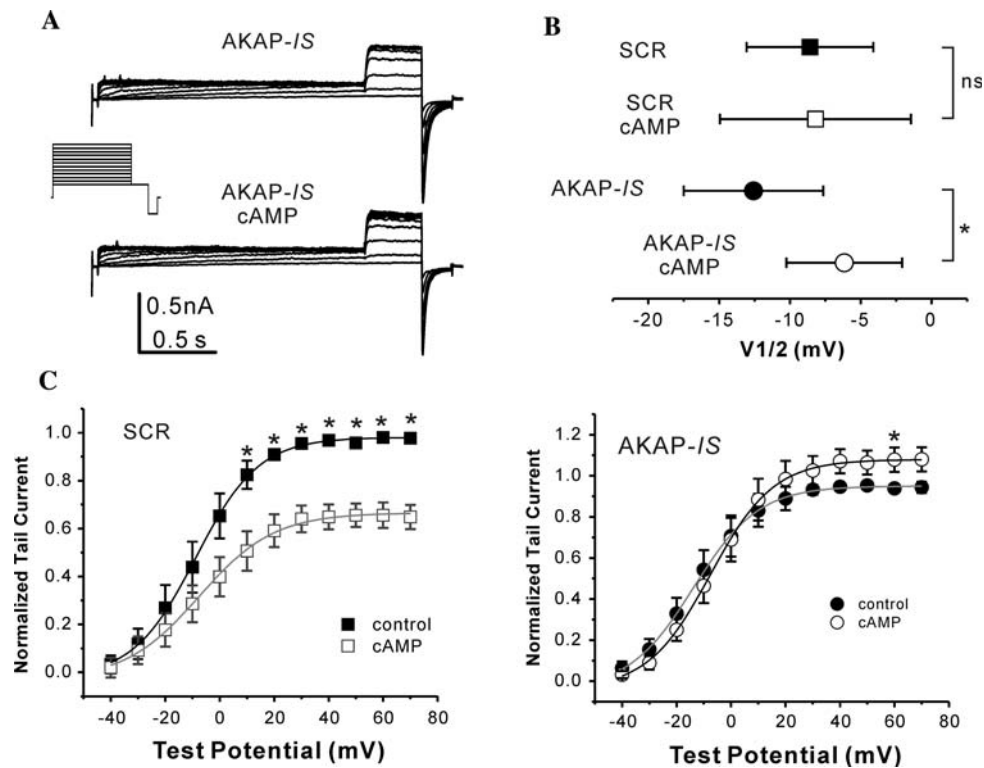 A
AKAP-IS
AKAP-IS
cAMP
0.5nA
0.5 s
B
SCR
SCR
cAMP
AKAP-IS
AKAP-IS
cAMP
ns
*
-20 -15 -10 -5 0
V1/2 (mV)
C
SCR
Normalized Tail Current
1.0
0.8
0.6
0.4
0.2
0.0
* * * * * * *
control
cAMP
-40 -20 0 20 40 60 80
Test Potential (mV)
AKAP-IS
Normalized Tail Current
1.2
1.0
0.8
0.6
0.4
0.2
0.0
*
control
cAMP
-40 -20 0 20 40 60 80
Test Potential (mV)